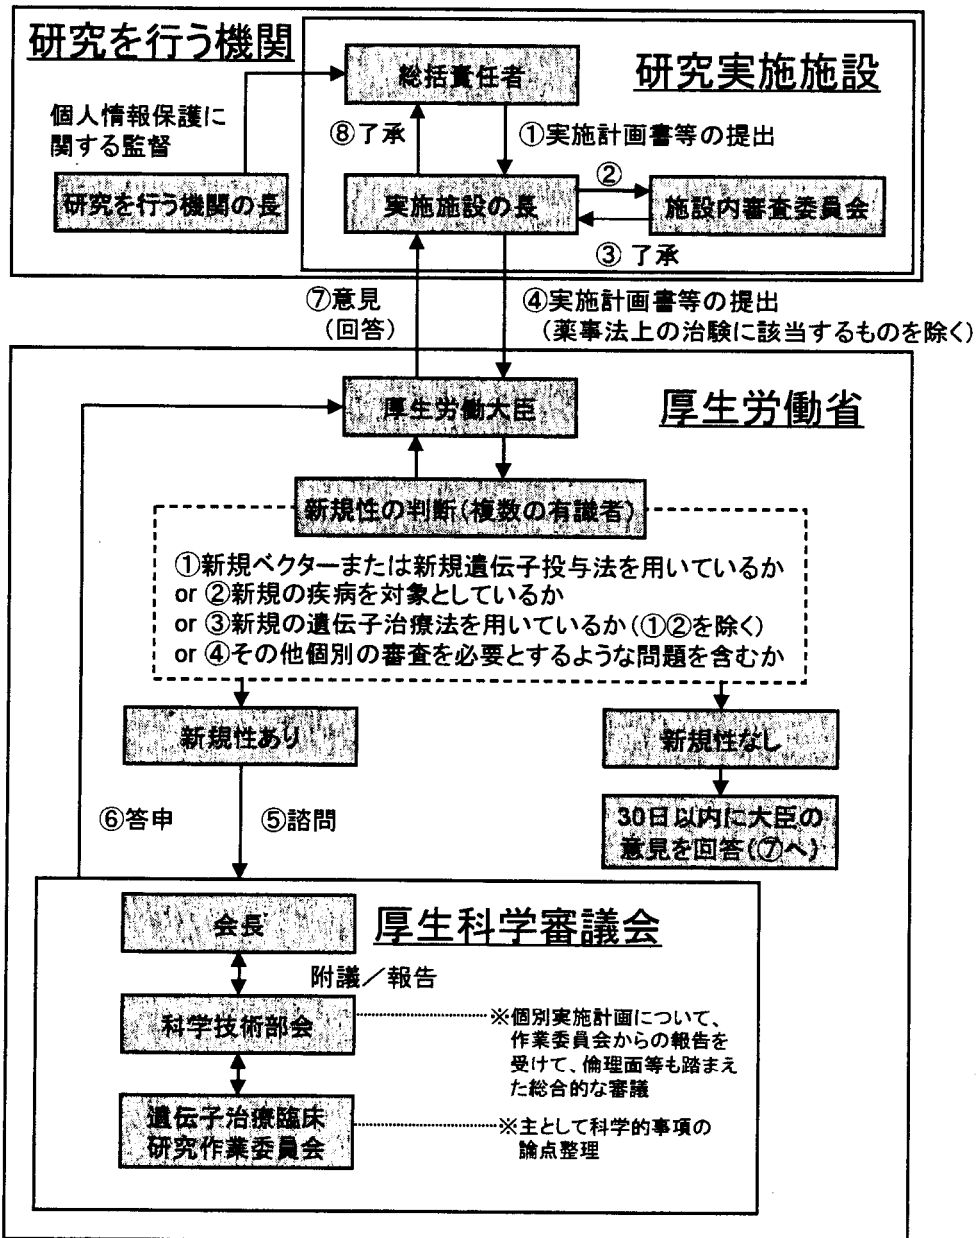 研究を行う機関
研究実施施設
総括責任者
個人情報保護に
関する監督
⑧了承
①実施計画書等の提出
研究を行う機関の長
実施施設の長
②
施設内審査委員会
③ 了承
⑦意見
(回答)
④実施計画書等の提出
(薬事法上の治験に該当するものを除く)
厚生労働大臣
厚生労働省
新規性の判断(複数の有識者)
①新規ベクターまたは新規遺伝子投与法を用いているか
or ②新規の疾病を対象としているか
or ③新規の遺伝子治療法を用いているか(①②を除く)
or ④その他個別の審査を必要とするような問題を含むか
新規性あり
新規性なし
⑥答申
⑤諮問
30日以内に大臣の
意見を回答(⑦へ)
会長
厚生科学審議会
附議/報告
科学技術部会
※個別実施計画について、
作業委員会からの報告を
受けて、倫理面等も踏まえ
た総合的な審議
遺伝子治療臨床
研究作業委員会
※主として科学的事項の
論点整理